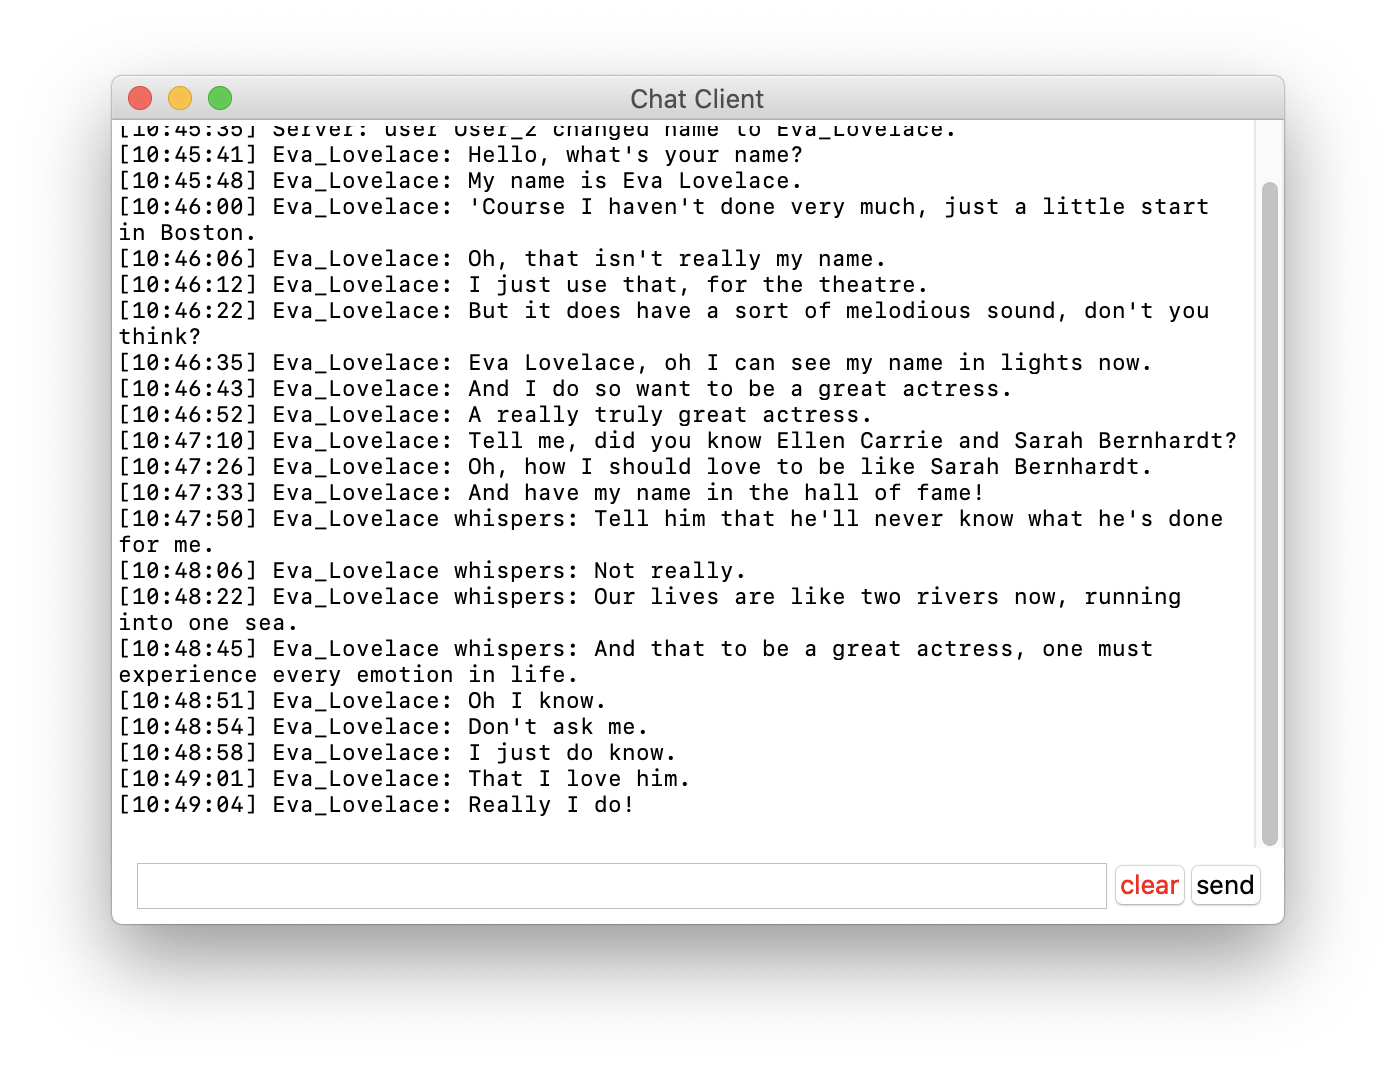 Chat Client
[10:45:35] Server: user User_2 changed name to Eva_Lovelace.
[10:45:41] Eva_Lovelace: Hello, what's your name?
[10:45:48] Eva_Lovelace: My name is Eva Lovelace.
[10:46:00] Eva_Lovelace: 'Course I haven't done very much, just a little start
in Boston.
[10:46:06] Eva_Lovelace: Oh, that isn't really my name.
[10:46:12] Eva_Lovelace: I just use that, for the theatre.
[10:46:22] Eva_Lovelace: But it does have a sort of melodious sound, don't you
think?
[10:46:35] Eva_Lovelace: Eva Lovelace, oh I can see my name in lights now.
[10:46:43] Eva_Lovelace: And I do so want to be a great actress.
[10:46:52] Eva_Lovelace: A really truly great actress.
[10:47:10] Eva_Lovelace: Tell me, did you know Ellen Carrie and Sarah Bernhardt?
[10:47:26] Eva_Lovelace: Oh, how I should love to be like Sarah Bernhardt.
[10:47:33] Eva_Lovelace: And have my name in the hall of fame!
[10:47:50] Eva_Lovelace whispers: Tell him that he'll never know what he's done
for me.
[10:48:06] Eva_Lovelace whispers: Not really.
[10:48:22] Eva_Lovelace whispers: Our lives are like two rivers now, running
into one sea.
[10:48:45] Eva_Lovelace whispers: And that to be a great actress, one must
experience every emotion in life.
[10:48:51] Eva_Lovelace: Oh I know.
[10:48:54] Eva_Lovelace: Don't ask me.
[10:48:58] Eva_Lovelace: I just do know.
[10:49:01] Eva_Lovelace: That I love him.
[10:49:04] Eva_Lovelace: Really I do!
clear send